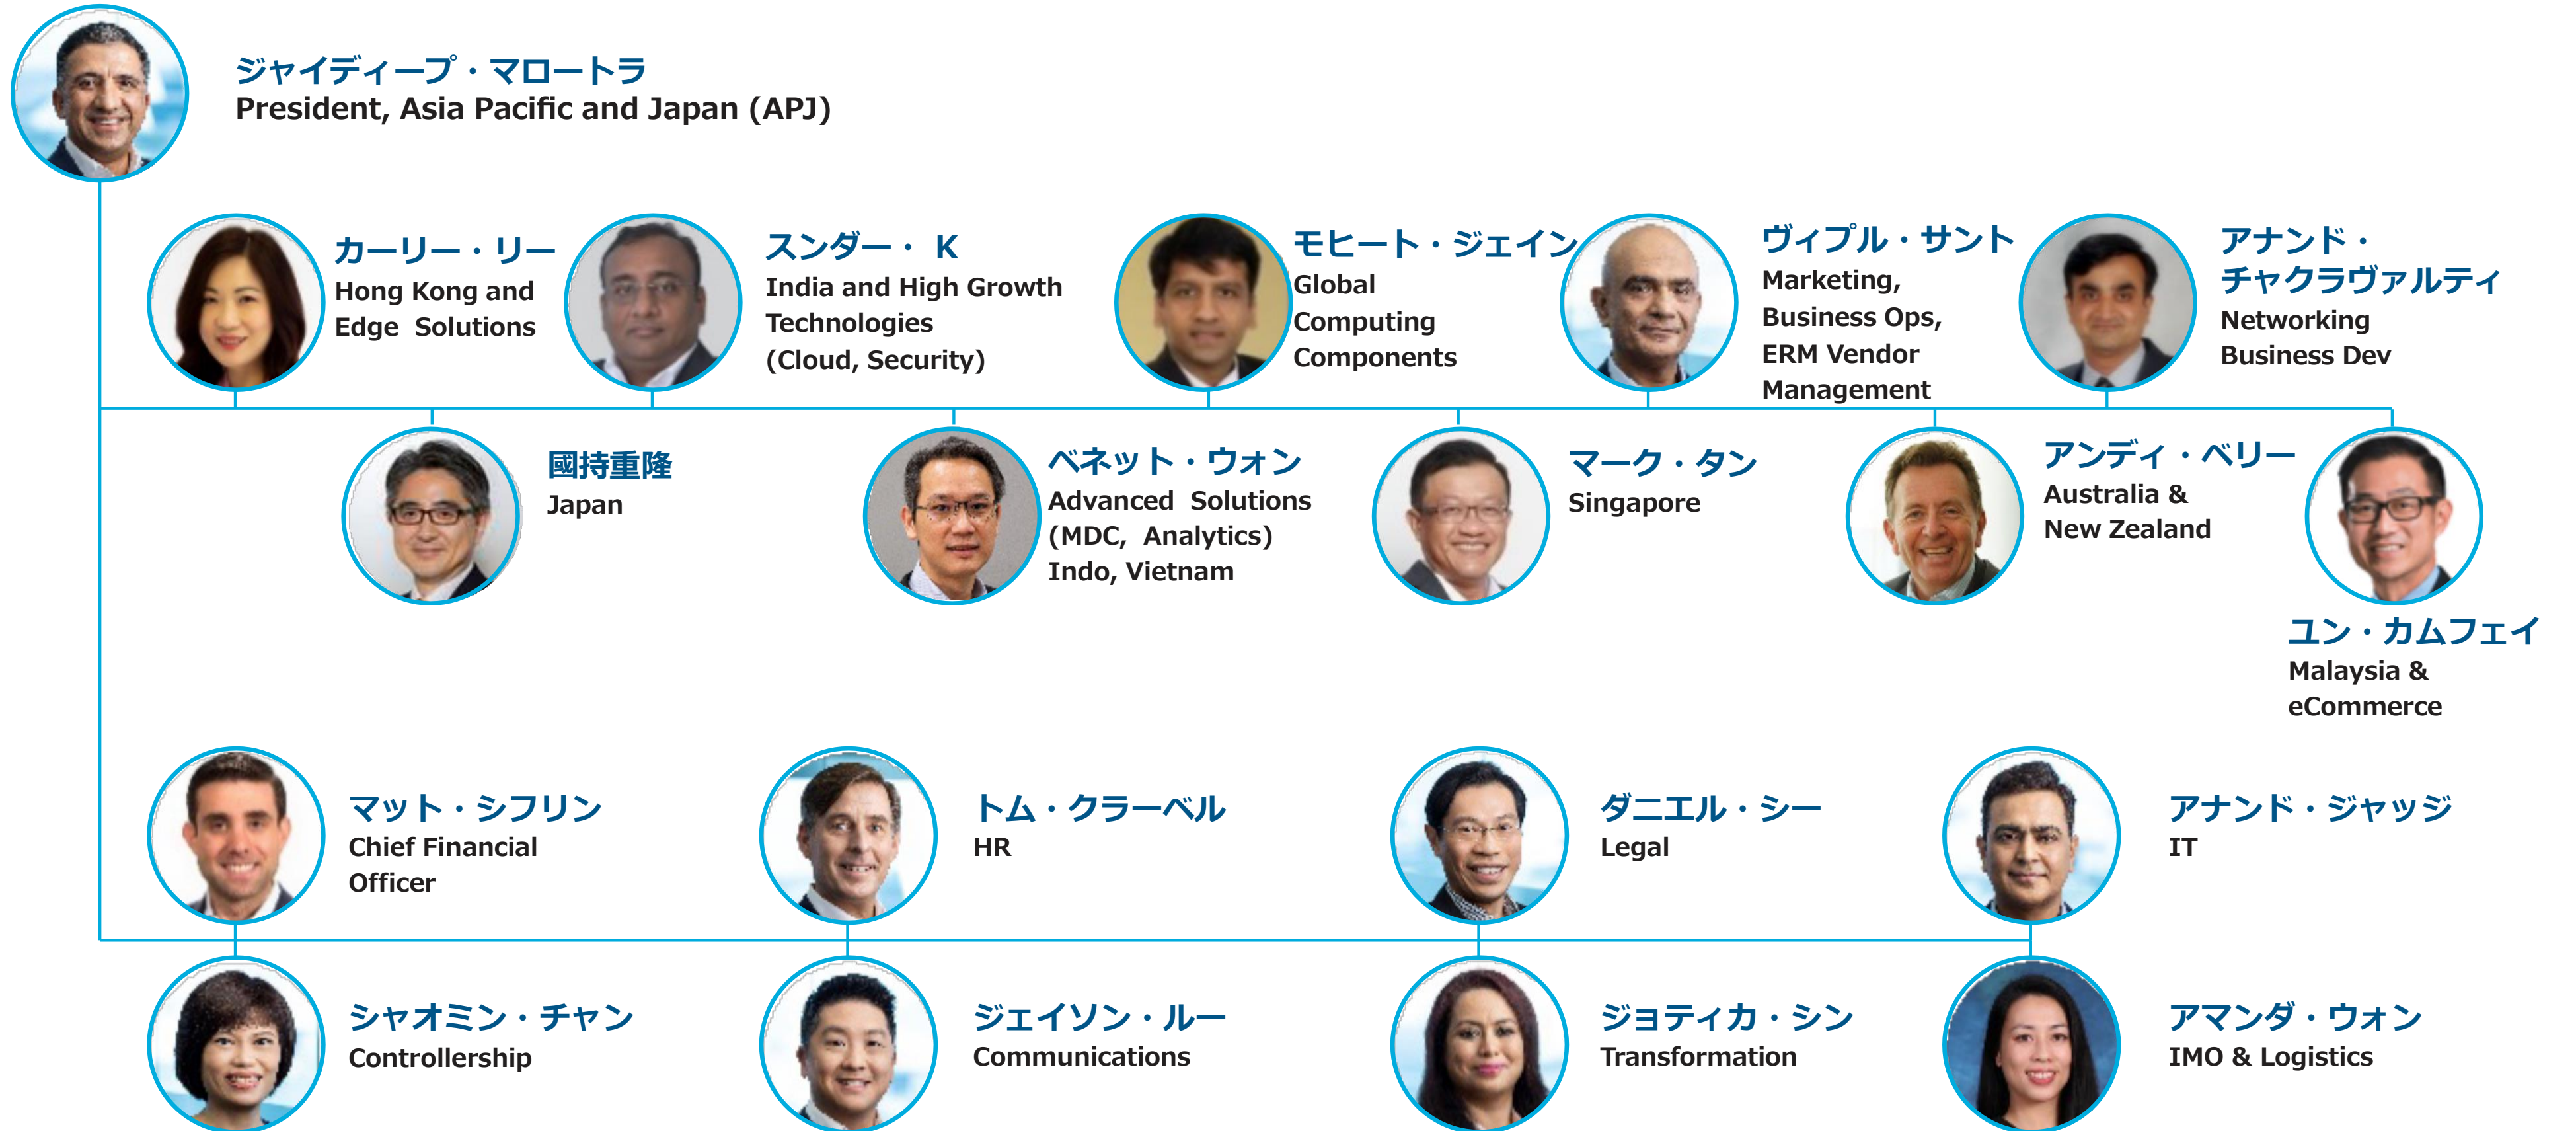 ジャイディープ・マロートラ
President, Asia Pacific and Japan (APJ)
カーリー・リー
Hong Kong and
Edge Solutions
スンダー・ K
India and High Growth
Technologies
(Cloud, Security)
モヒート・ジェイン
Global
Computing
Components
ヴィプル・サント
Marketing,
Business Ops,
ERM Vendor
Management
アナンド・
チャクラヴァルティ
Networking
Business Dev
國持重隆
Japan
ベネット・ウォン
Advanced Solutions
(MDC, Analytics)
Indo, Vietnam
マーク・タン
Singapore
アンディ・ベリー
Australia &
New Zealand
ユン・カムフェイ
Malaysia &
eCommerce
マット・シフリン
Chief Financial
Officer
トム・クラーベル
HR
ダニエル・シー
Legal
アナンド・ジャッジ
IT
シャオミン・チャン
Controllership
ジェイソン・ルー
Communications
ジョティカ・シン
Transformation
アマンダ・ウォン
IMO & Logistics